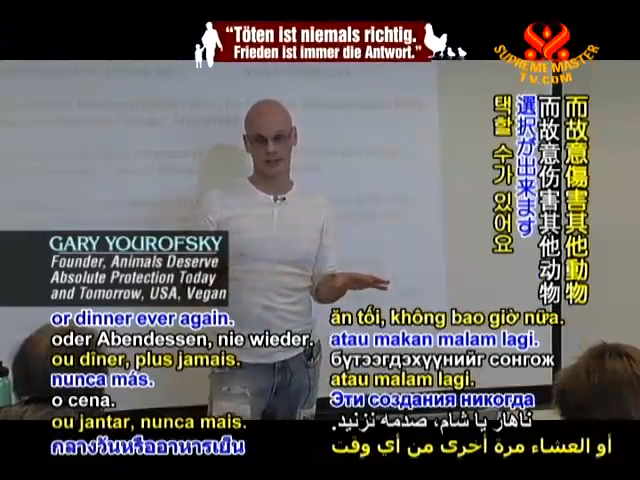 “Töten ist niemals richtig.
Frieden ist immer die Antwort.”
SUPREME MASTER
TV.COM
而故意傷害其他動物
而故意伤害其他动物
選択が出来ます
택할 수가 있어요
GARY YOUROFSKY
Founder, Animals Deserve
Absolute Protection Today
and Tomorrow, USA, Vegan
or dinner ever again.
oder Abendessen, nie wieder.
ou dîner, plus jamais.
nunca más.
o cena.
ou jantar, nunca mais.
กลางวันหรืออาหารเย็น
ăn tối, không bao giờ nữa.
atau makan malam lagi.
бүтээгдэхүүнийг сонгож
atau malam lagi.
Эти создания никогда
ناهار یا شام، صدمه نزنید.
أو العشاء مرة أخرى من أي وقت